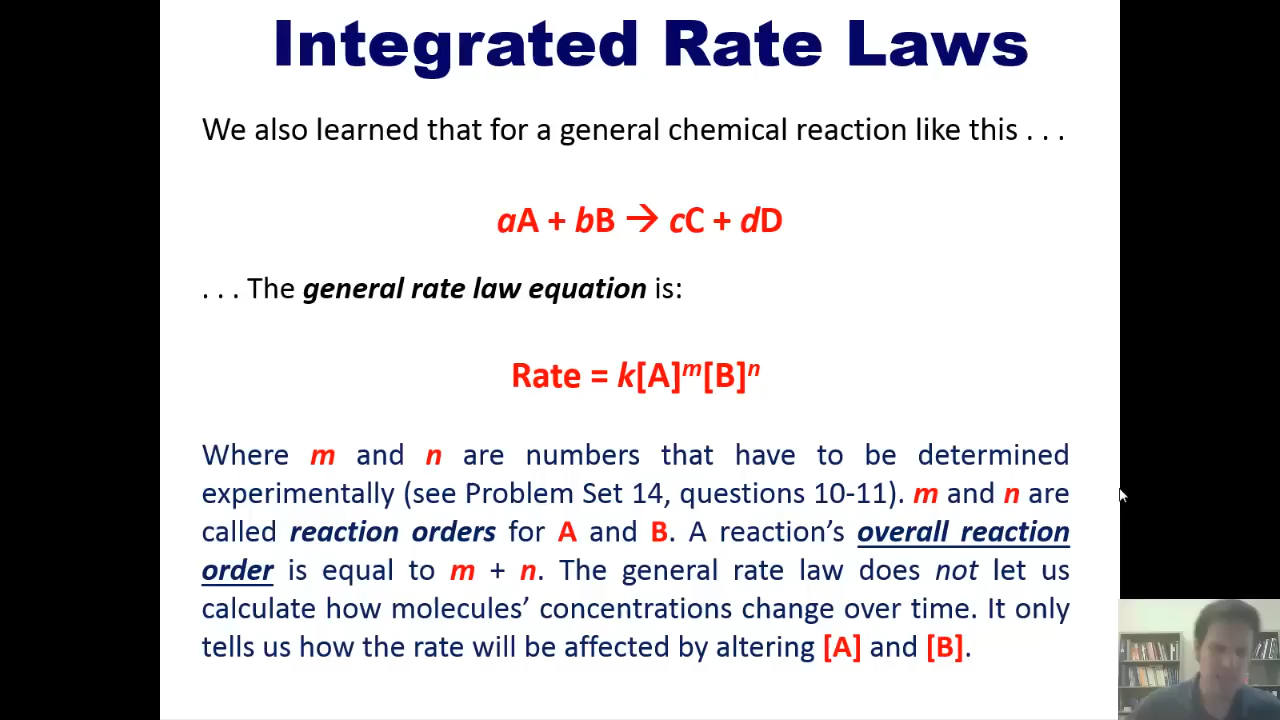 Integrated Rate Laws
We also learned that for a general chemical reaction like this . . .
aA + bB → cC + dD
. . . The general rate law equation is:
Rate = k[A]ᵐ[B]ⁿ
Where m and n are numbers that have to be determined
experimentally (see Problem Set 14, questions 10-11). m and n are
called reaction orders for A and B. A reaction’s overall reaction
order is equal to m + n. The general rate law does not let us
calculate how molecules’ concentrations change over time. It only
tells us how the rate will be affected by altering [A] and [B].